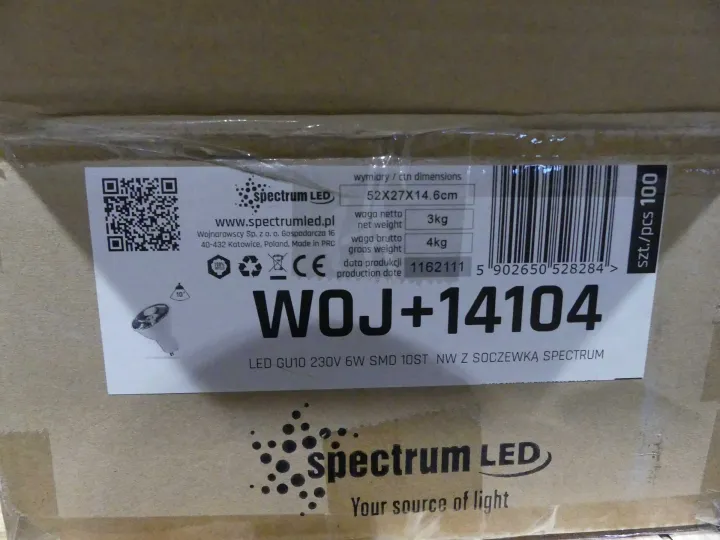 spectrum LED
www.spectrumled.pl
Wojnarowscy Sp. z o. o. Gospodarcza 16
40-432 Katowice, Poland, Made in PRC
CE
wymiary / ctn dimensions
52X27X14.6cm
waga netto
net weight
3kg
waga brutto
gross weight
4kg
data produkcji
production date
1162111
5 902650 528284 >
szt./pcs 100
10°
WOJ+14104
LED GU10 230V 6W SMD 10ST NW Z SOCZEWKĄ SPECTRUM
spectrum LED
Your source of light